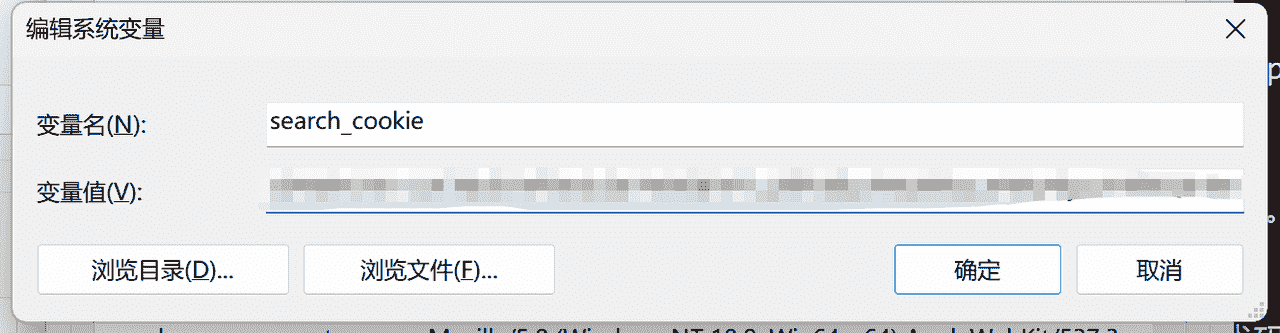 编辑系统变量
变量名(N):
search_cookie
变量值(V):
浏览目录(D)...
浏览文件(F)...
确定
取消